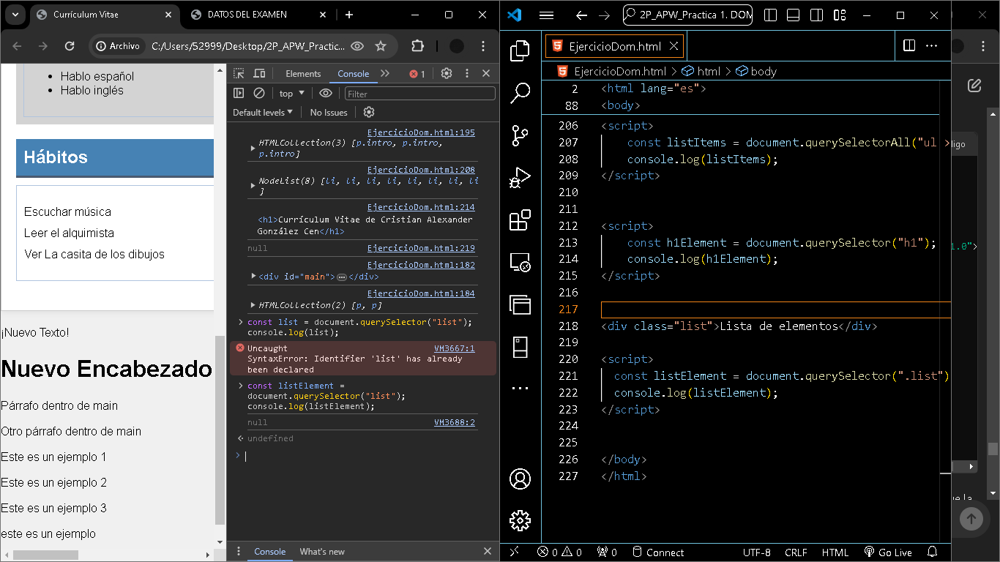 Currículum Vitae
DATOS DEL EXAMEN
Archivo
C:/Users/52999/Desktop/2P_APW_Practic...
Hablo español
Hablo inglés
Hábitos
Escuchar música
Leer el alquimista
Ver La casita de los dibujos
¡Nuevo Texto!
Nuevo Encabezado
Párrafo dentro de main
Otro párrafo dentro de main
Este es un ejemplo 1
Este es un ejemplo 2
Este es un ejemplo 3
este es un ejemplo
Elements
Console
1
top
Filter
Default levels
No Issues
EjercicioDom.html:195
HTMLCollection(3) [p.intro, p.intro,
p.intro]
EjercicioDom.html:208
NodeList(8) [li, li, li, li, li, li, li, li
]
EjercicioDom.html:214
<h1>Currículum Vitae de Cristian Alexander
González Cen</h1>
null EjercicioDom.html:219
EjercicioDom.html:182
<div id="main">…</div>
EjercicioDom.html:184
HTMLCollection(2) [p, p]
const list = document.querySelector("list");
console.log(list);
Uncaught VM3667:1
SyntaxError: Identifier 'list' has already
been declared
const listElement =
document.querySelector("list");
console.log(listElement);
null VM3688:2
undefined
Console
What's new
2P_APW_Practica 1. DOM
EjercicioDom.html
EjercicioDom.html > html > body
2 <html lang="es">
88 <body>
206 <script>
207 const listItems = document.querySelectorAll("ul >
208 console.log(listItems);
209 </script>
210
211
212 <script>
213 const h1Element = document.querySelector("h1");
214 console.log(h1Element);
215 </script>
216
217
218 <div class="list">Lista de elementos</div>
219
220 <script>
221 const listElement = document.querySelector(".list")
222 console.log(listElement);
223 </script>
224
225
226 </body>
227 </html>
0 0
0
Connect
UTF-8
CRLF
HTML
Go Live
ligo
1.0">